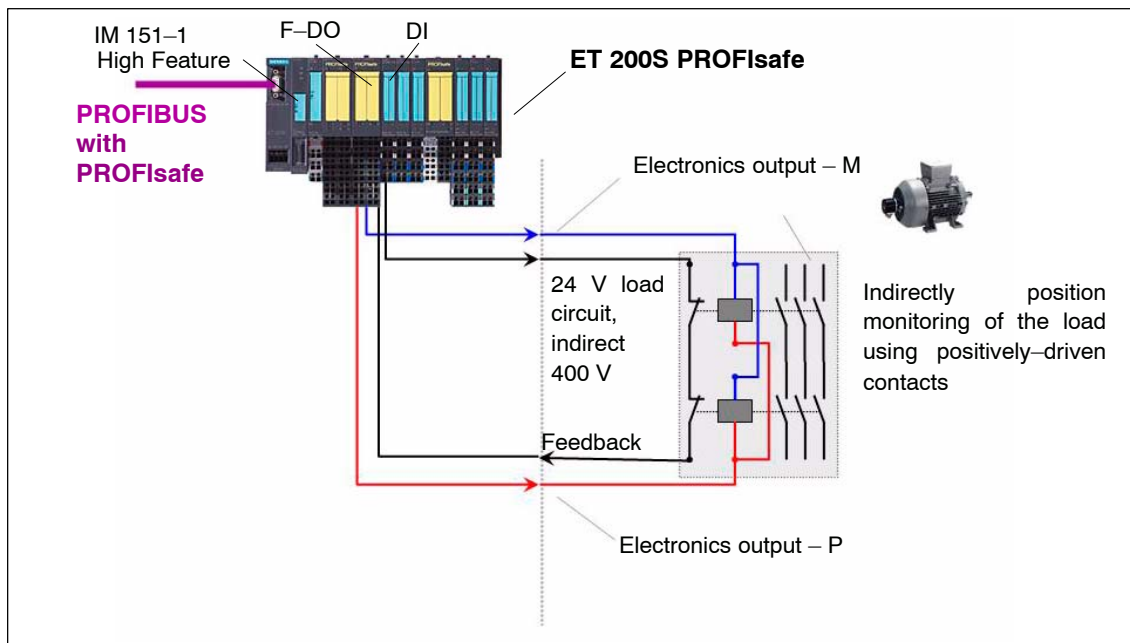 IM 151–1
High Feature
F–DO
DI
ET 200S PROFIsafe
PROFIBUS
with
PROFIsafe
Electronics output – M
24 V load
circuit,
indirect
400 V
Indirectly position
monitoring of the load
using positively–driven
contacts
Feedback
Electronics output – P